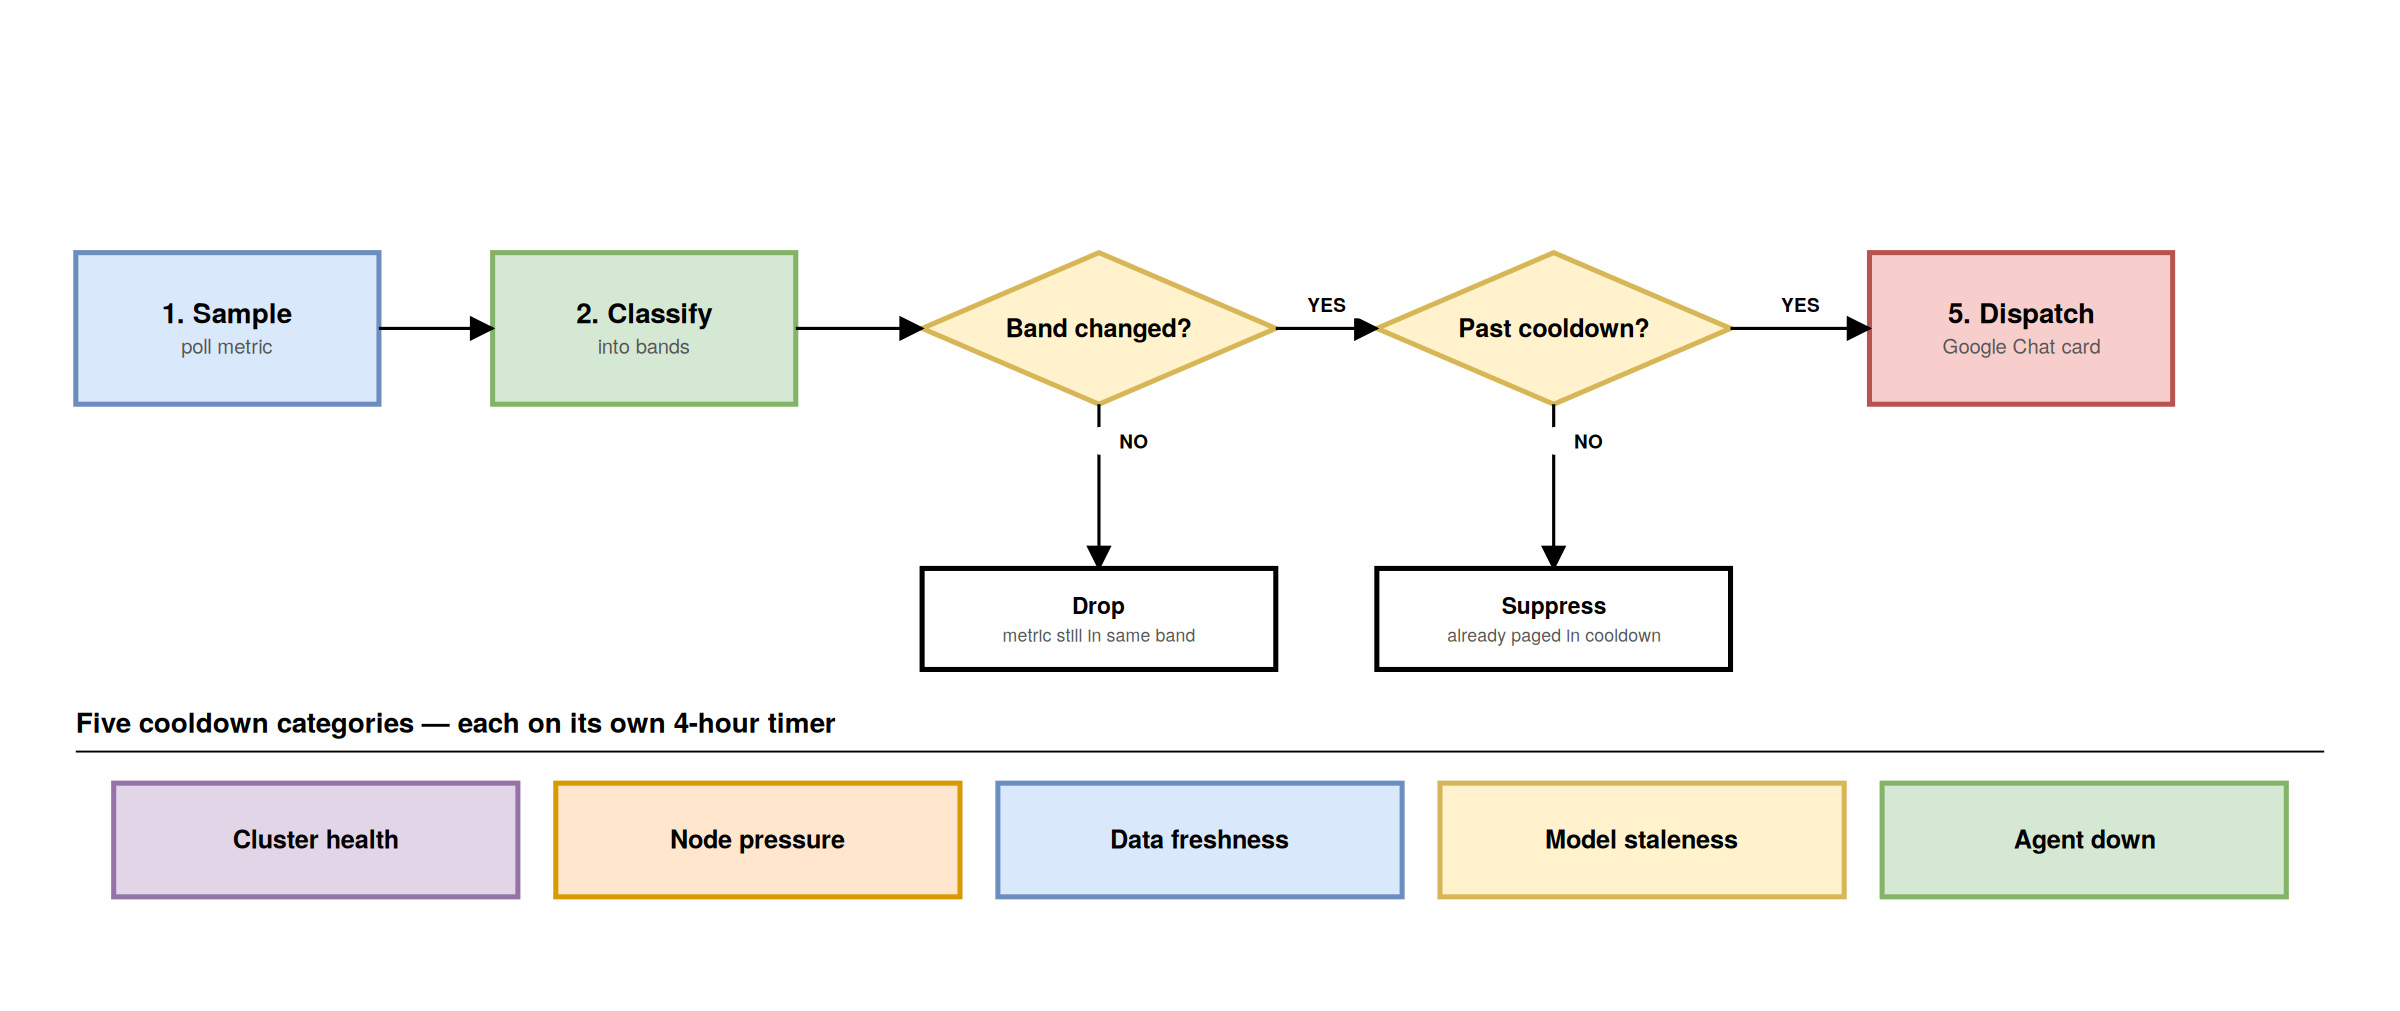 1. Sample
poll metric
2. Classify
into bands
Band changed?
YES
Past cooldown?
YES
5. Dispatch
Google Chat card
NO
NO
Drop
metric still in same band
Suppress
already paged in cooldown
Five cooldown categories — each on its own 4-hour timer
Cluster health
Node pressure
Data freshness
Model staleness
Agent down